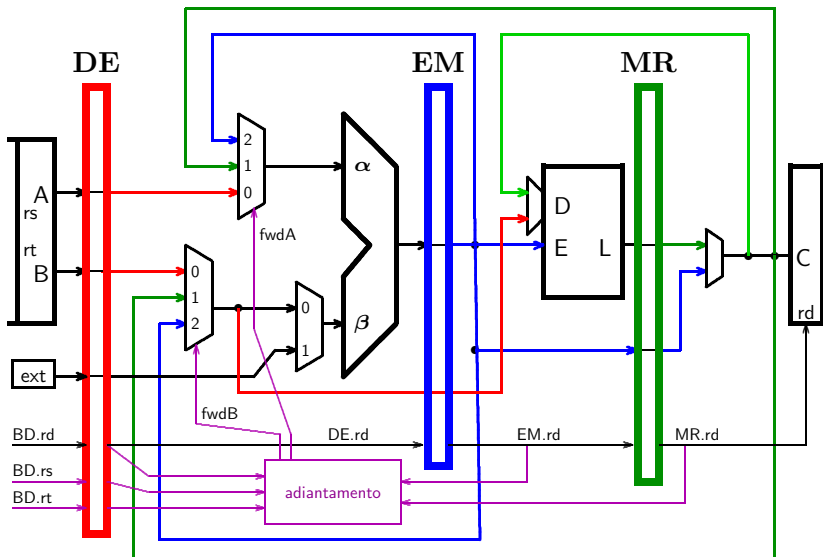 DE
EM
MR
2
1
0
α
A
rs
rt
B
fwdA
D
E
L
C
rd
0
1
2
0
1
β
ext
fwdB
BD.rd
DE.rd
EM.rd
MR.rd
BD.rs
BD.rt
adiantamento